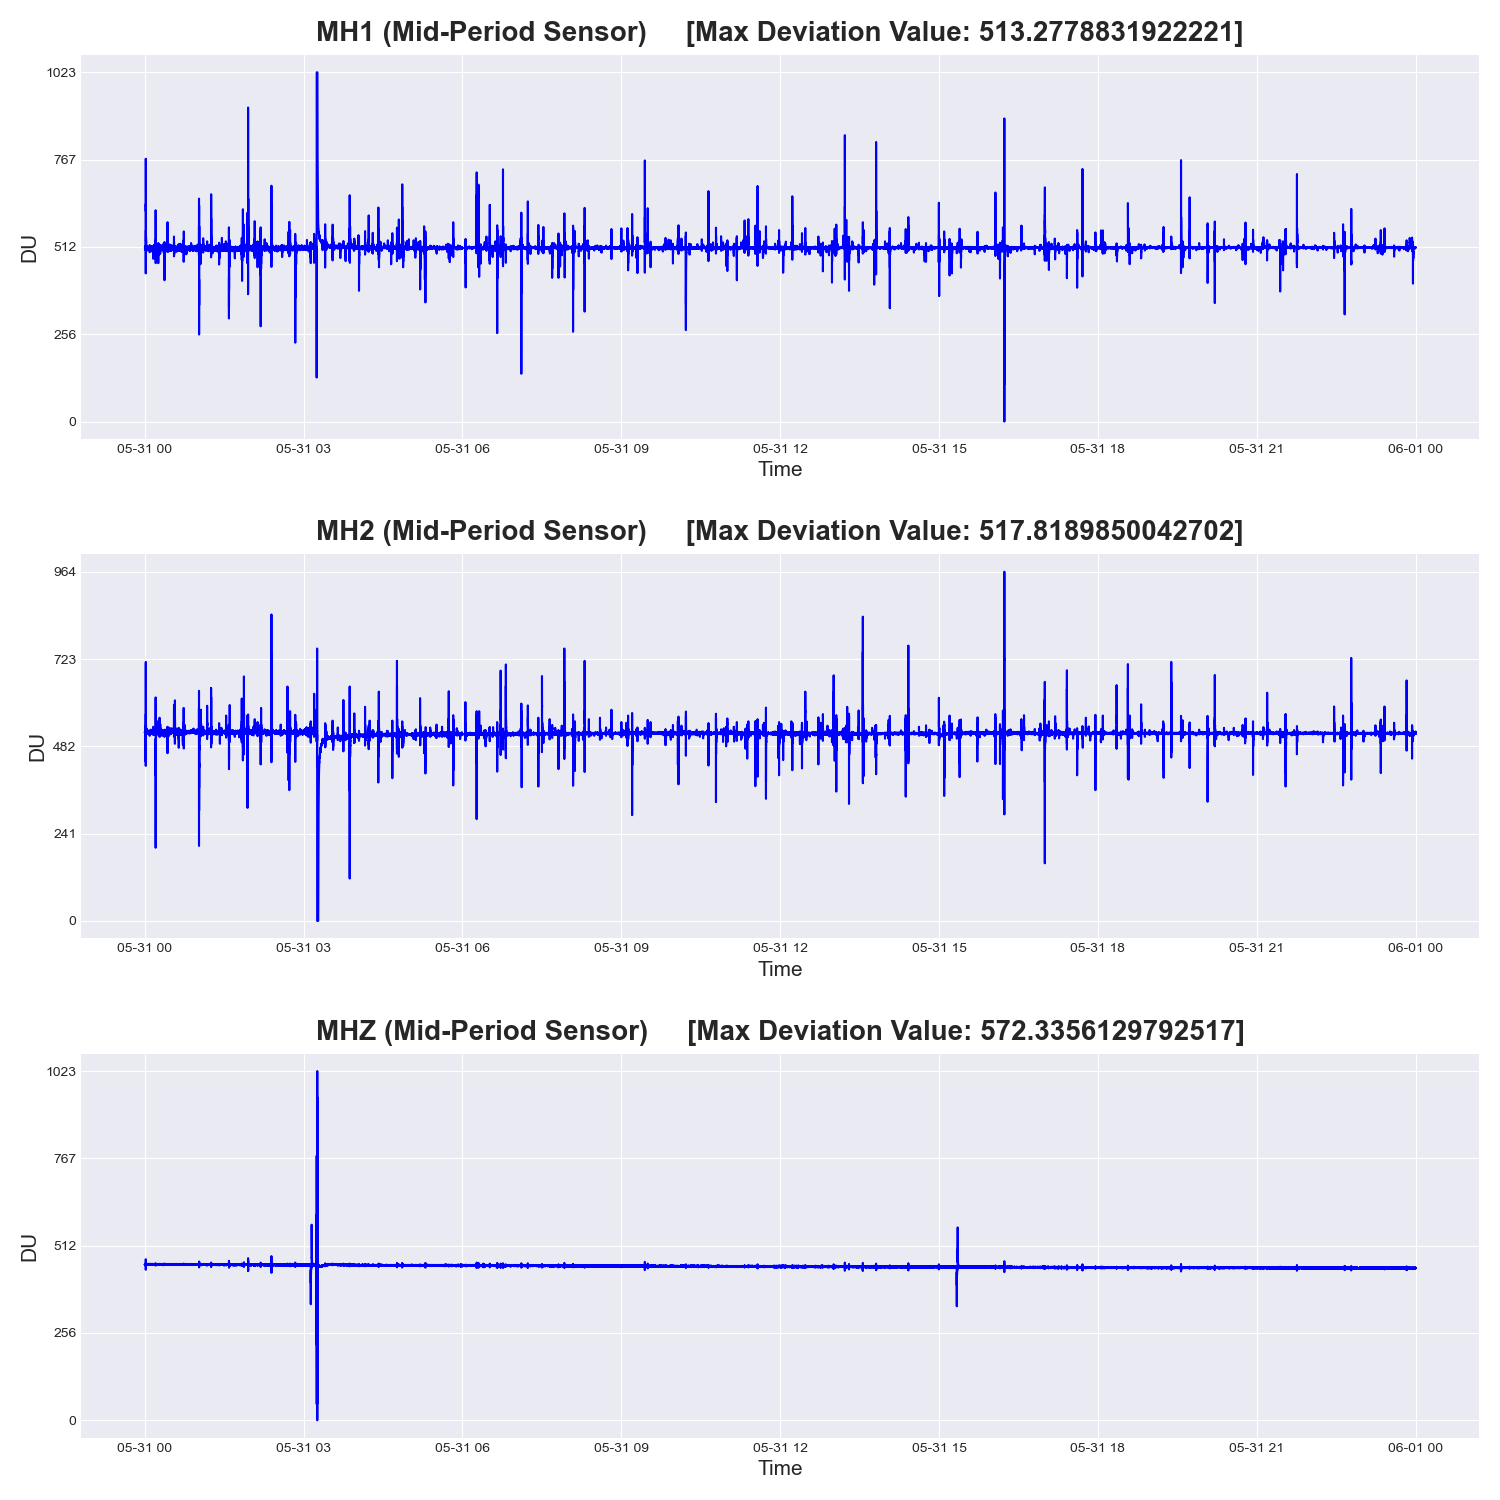 MH1 (Mid-Period Sensor) [Max Deviation Value: 513.2778831922221]
1023
767
512
256
0
DU
05-31 00 05-31 03 05-31 06 05-31 09 05-31 12 05-31 15 05-31 18 05-31 21 06-01 00
Time
MH2 (Mid-Period Sensor) [Max Deviation Value: 517.8189850042702]
964
723
482
241
0
DU
05-31 00 05-31 03 05-31 06 05-31 09 05-31 12 05-31 15 05-31 18 05-31 21 06-01 00
Time
MHZ (Mid-Period Sensor) [Max Deviation Value: 572.3356129792517]
1023
767
512
256
0
DU
05-31 00 05-31 03 05-31 06 05-31 09 05-31 12 05-31 15 05-31 18 05-31 21 06-01 00
Time